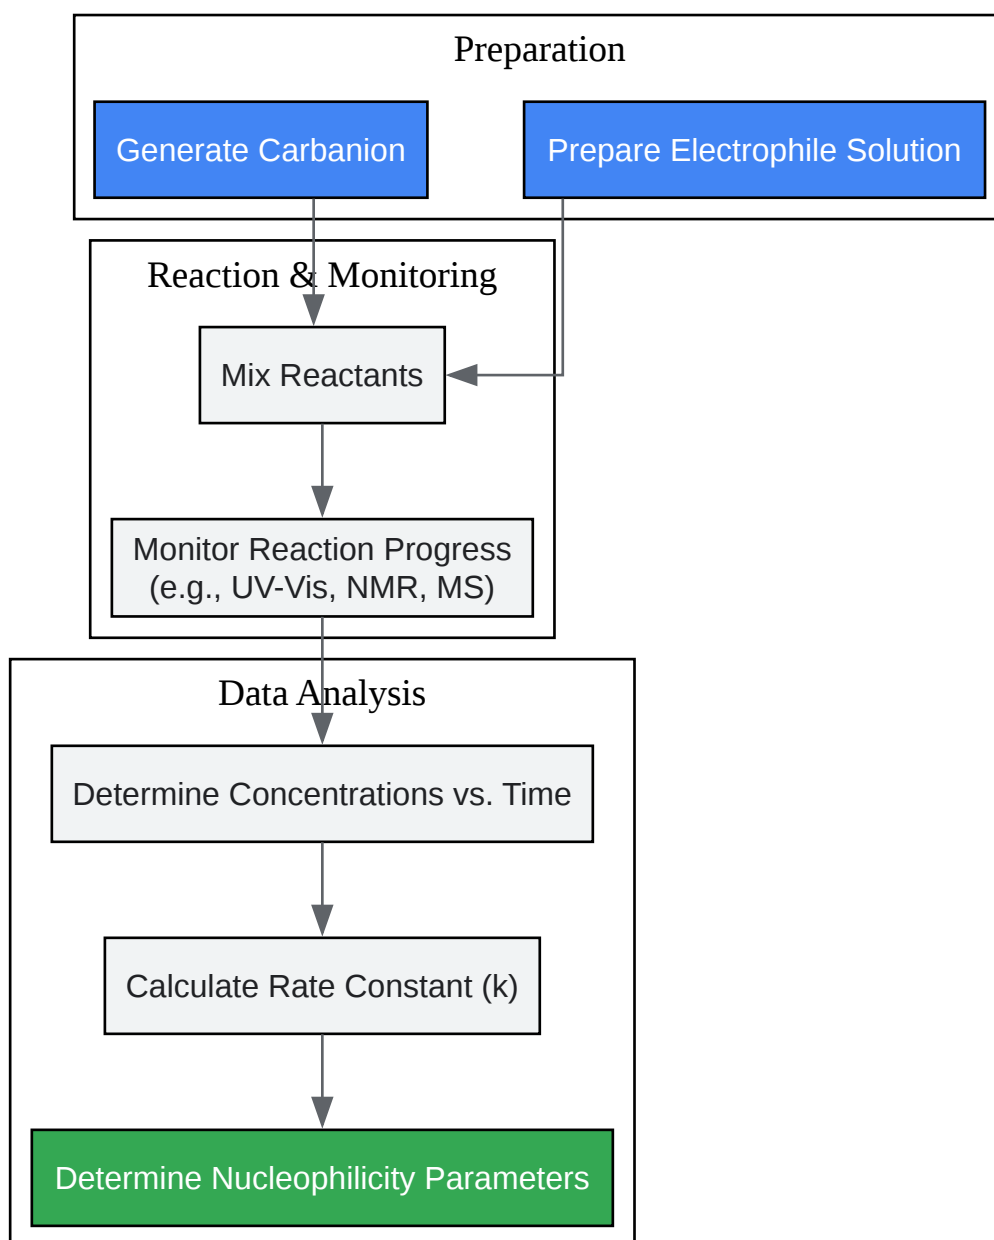 Preparation
Generate Carbanion
Prepare Electrophile Solution
Reaction & Monitoring
Mix Reactants
Monitor Reaction Progress
(e.g., UV-Vis, NMR, MS)
Data Analysis
Determine Concentrations vs. Time
Calculate Rate Constant (k)
Determine Nucleophilicity Parameters